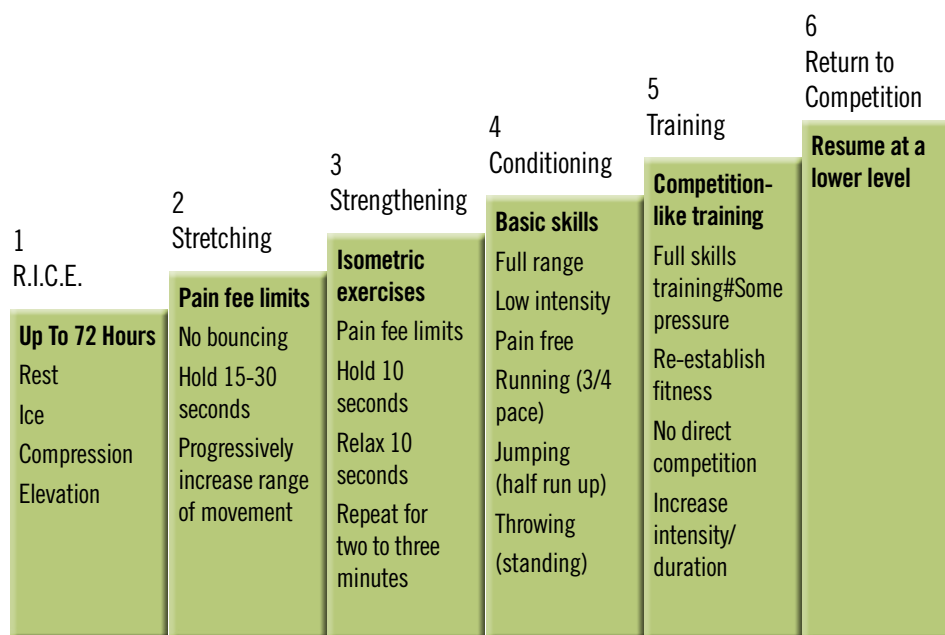 1
R.I.C.E.
Up To 72 Hours
Rest
Ice
Compression
Elevation
2
Stretching
Pain fee limits
No bouncing
Hold 15-30
seconds
Progressively
increase range
of movement
3
Strengthening
Isometric
exercises
Pain fee limits
Hold 10
seconds
Relax 10
seconds
Repeat for
two to three
minutes
4
Conditioning
Basic skills
Full range
Low intensity
Pain free
Running (3/4
pace)
Jumping
(half run up)
Throwing
(standing)
5
Training
Competition-
like training
Full skills
training#Some
pressure
Re-establish
fitness
No direct
competition
Increase
intensity/
duration
6
Return to
Competition
Resume at a
lower level